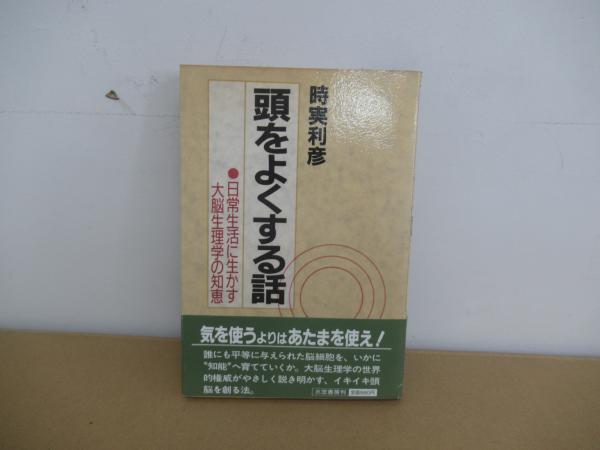 時実利彦
頭をよくする話
●日常生活に生かす
大脳生理学の知恵
気を使うよりはあたまを使え!
誰にも平等に与えられた脳細胞を、いかに
“知能”へ育てていくか。大脳生理学の世界
的権威がやさしく説き明かす、イキイキ頭
脳を創る法。
三笠書房刊